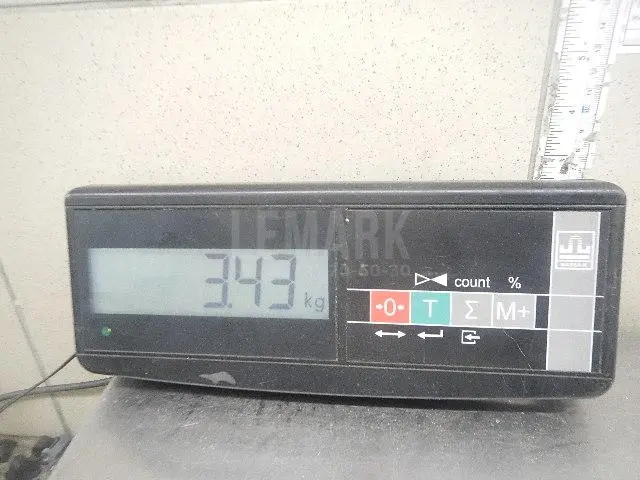 LEMARK
3.43 kg
count %
→0← T Σ M+